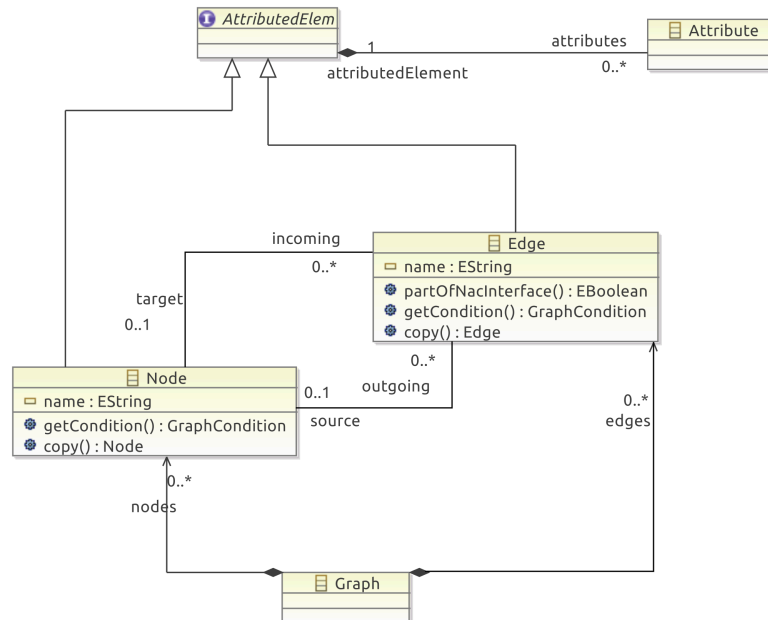 I AttributedElem
Attribute
1
attributes
attributedElement
0..*
Edge
name : EString
partOfNacInterface() : EBoolean
getCondition() : GraphCondition
copy() : Edge
incoming
0..*
target
0..1
0..*
outgoing
Node
name : EString
getCondition() : GraphCondition
copy() : Node
0..1
source
0..*
edges
0..*
nodes
Graph